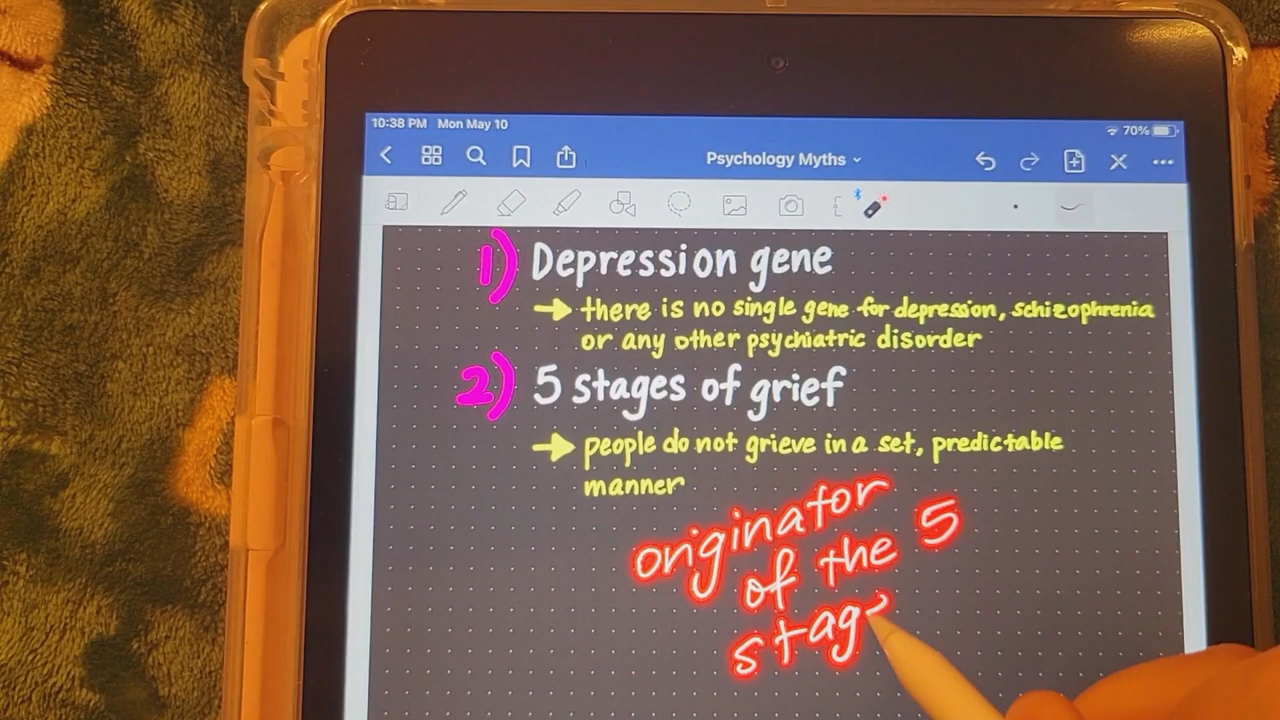 10:38 PM Mon May 10
70%
Psychology Myths
1) Depression gene
→ there is no single gene for depression, schizophrenia
or any other psychiatric disorder
2) 5 stages of grief
→ people do not grieve in a set, predictable
manner
originator
of the 5
stag